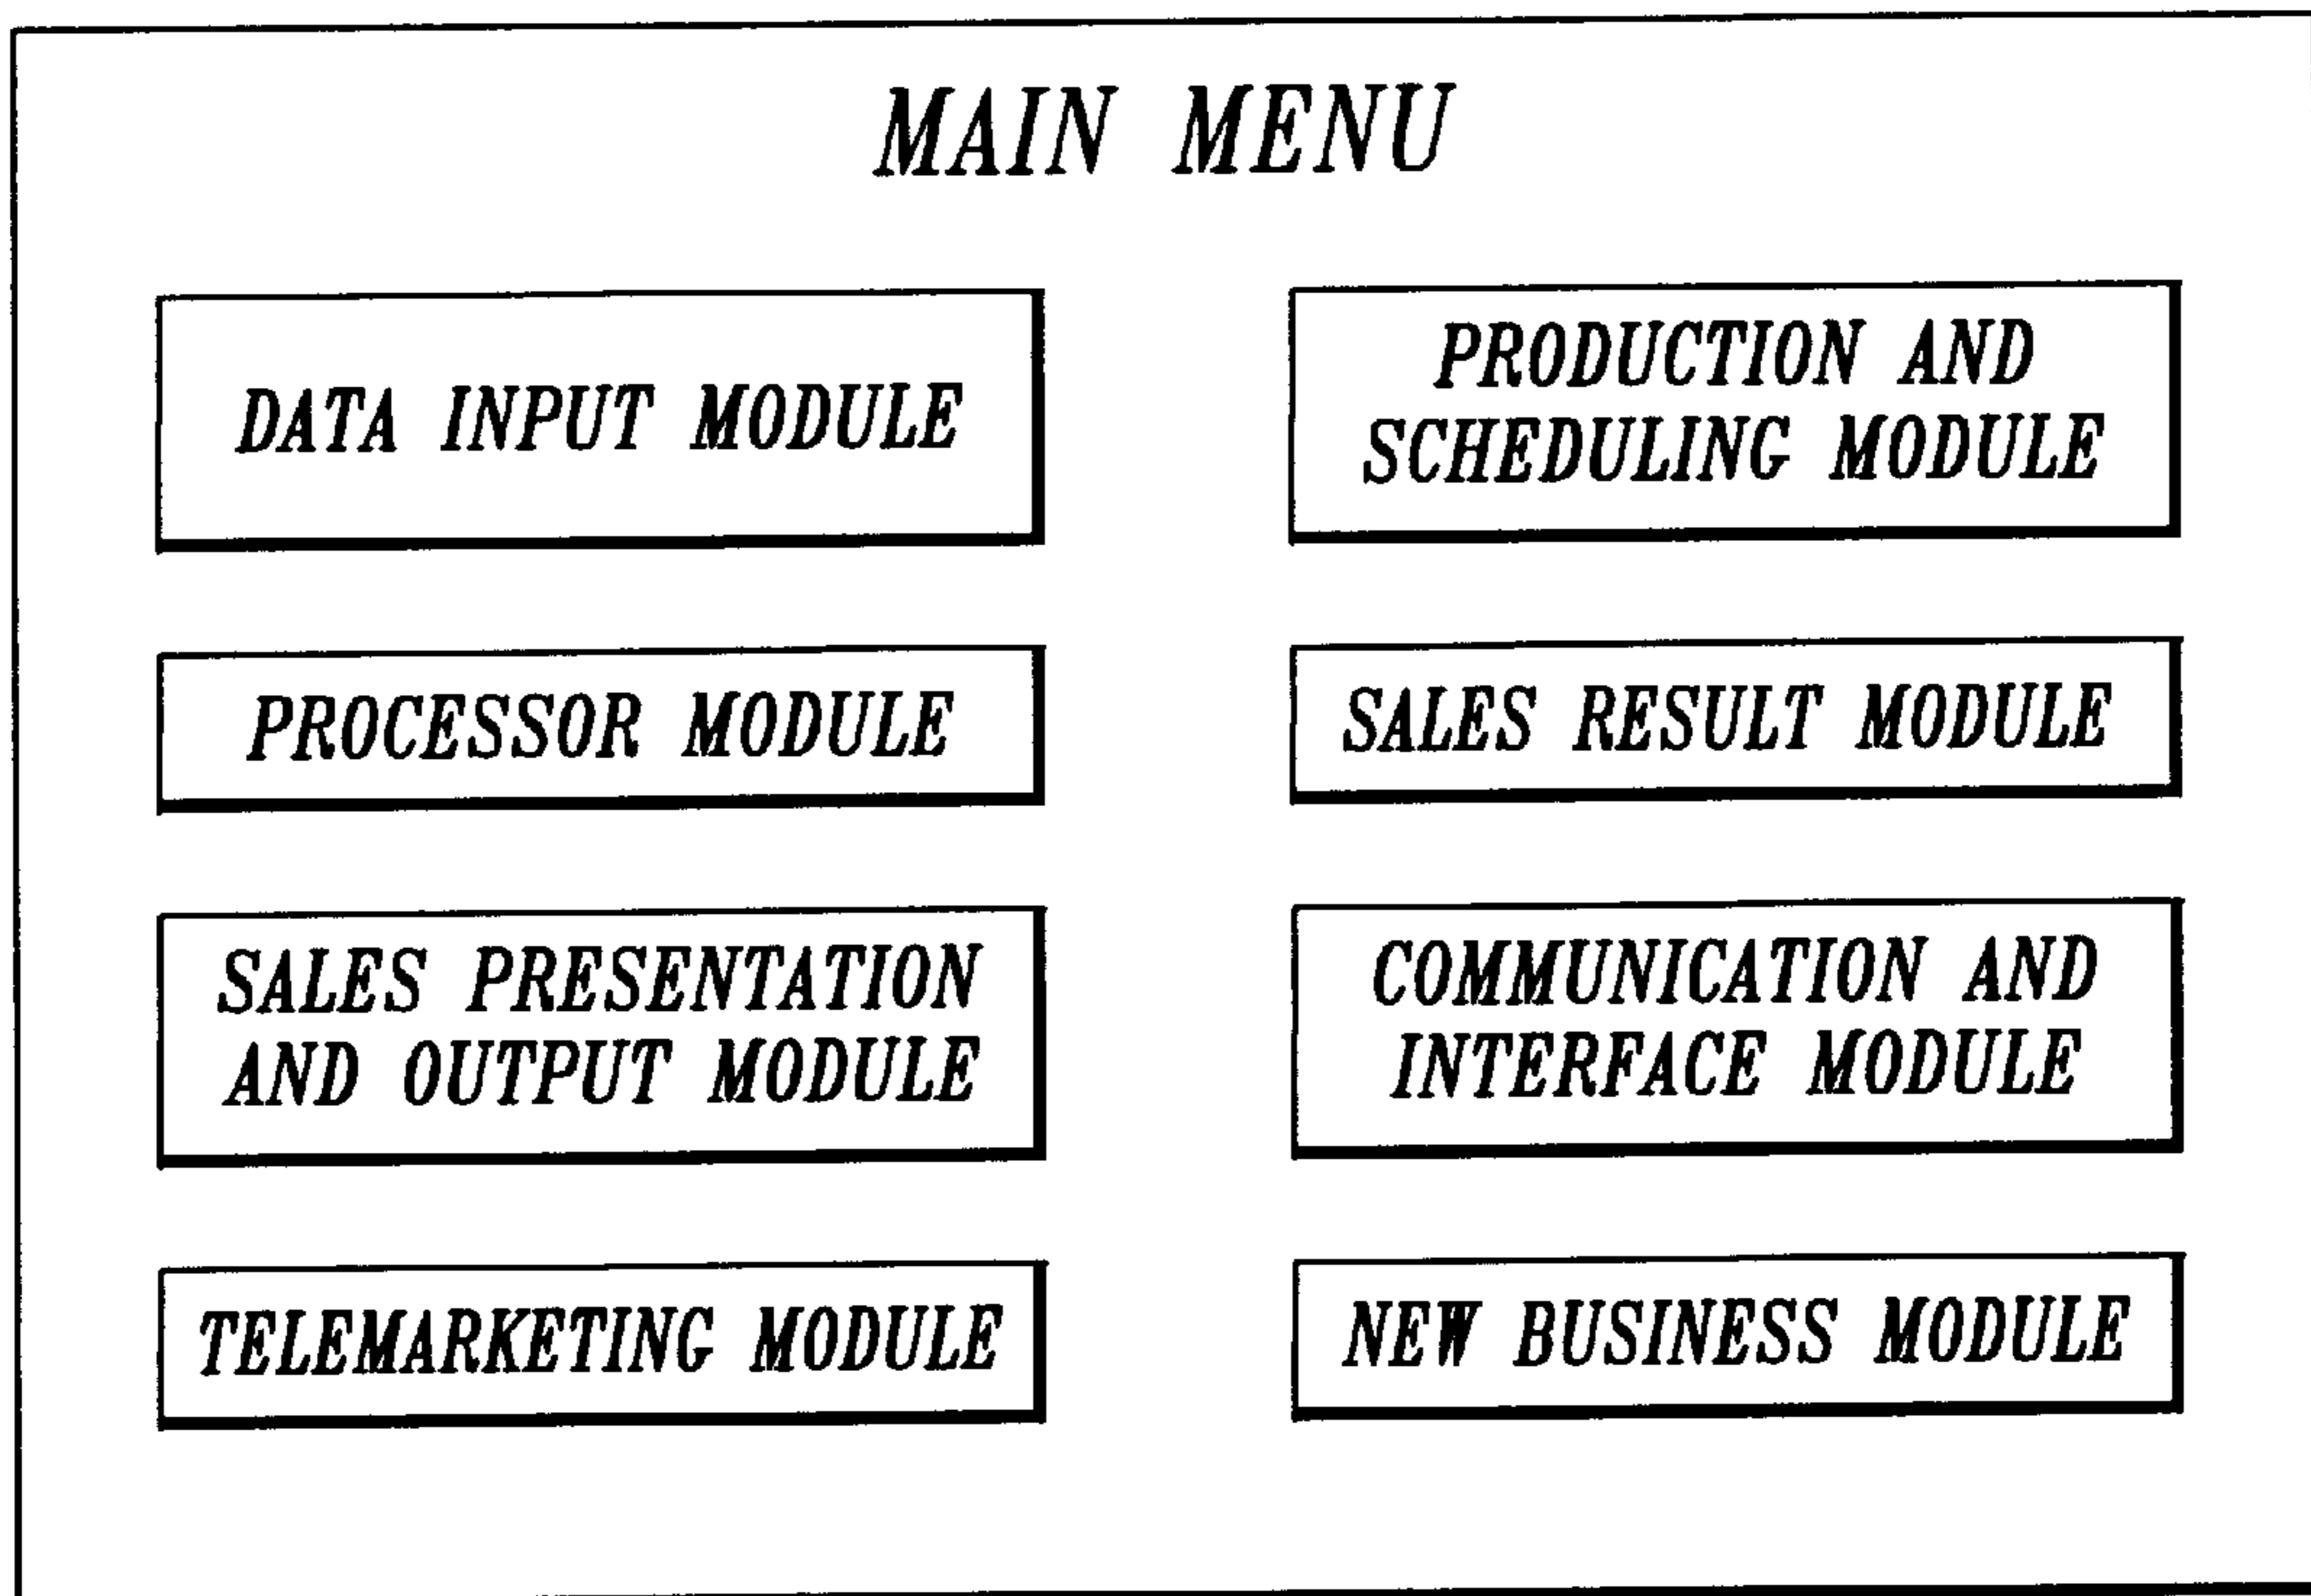 MAIN MENU
DATA INPUT MODULE
PRODUCTION AND
SCHEDULING MODULE
PROCESSOR MODULE
SALES RESULT MODULE
SALES PRESENTATION
AND OUTPUT MODULE
COMMUNICATION AND
INTERFACE MODULE
TELEMARKETING MODULE
NEW BUSINESS MODULE